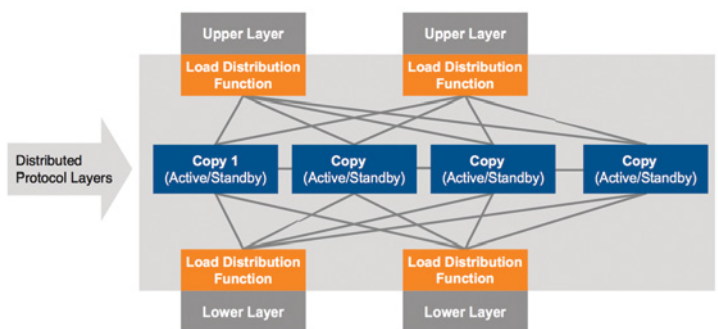 Upper Layer
Upper Layer
Load Distribution
Function
Load Distribution
Function
Distributed
Protocol Layers
Copy 1
(Active/Standby)
Copy
(Active/Standby)
Copy
(Active/Standby)
Copy
(Active/Standby)
Load Distribution
Function
Load Distribution
Function
Lower Layer
Lower Layer